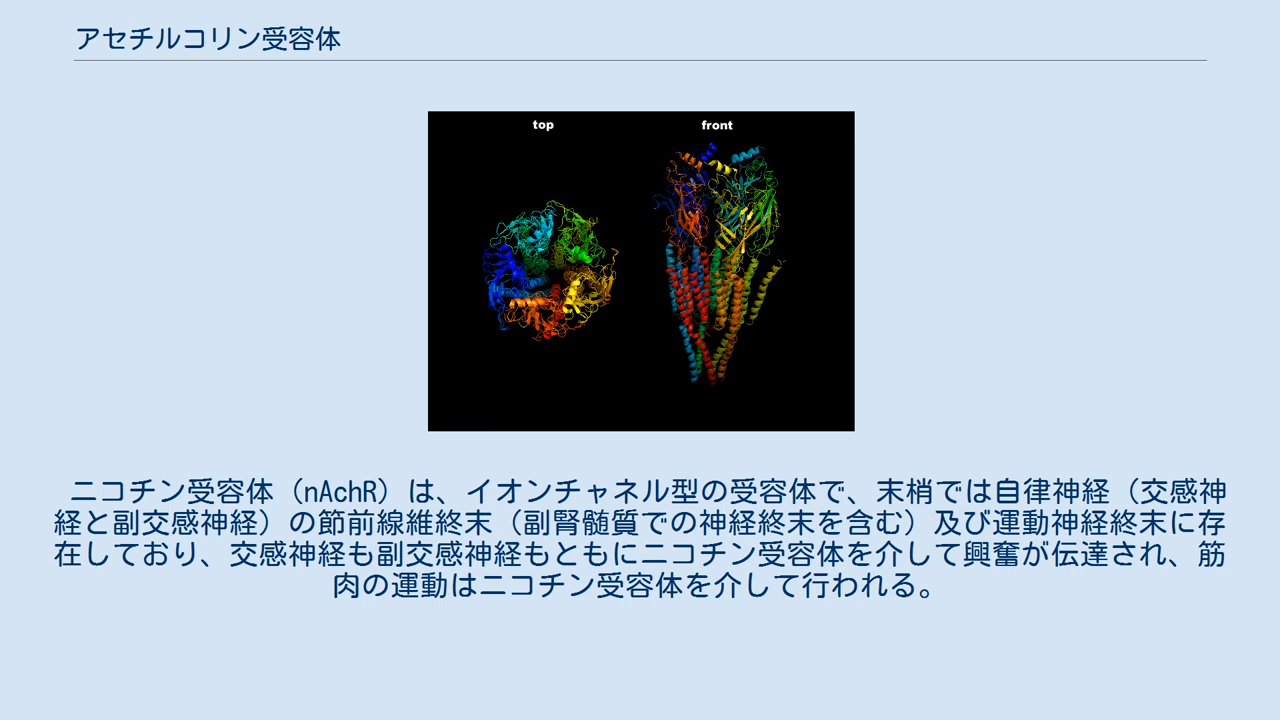 アセチルコリン受容体
top
front
ニコチン受容体（nAchR）は、イオンチャネル型の受容体で、末梢では自律神経（交感神
経と副交感神経）の節前線維終末（副腎髄質での神経終末を含む）及び運動神経終末に存
在しており、交感神経も副交感神経もともにニコチン受容体を介して興奮が伝達され、筋
肉の運動はニコチン受容体を介して行われる。